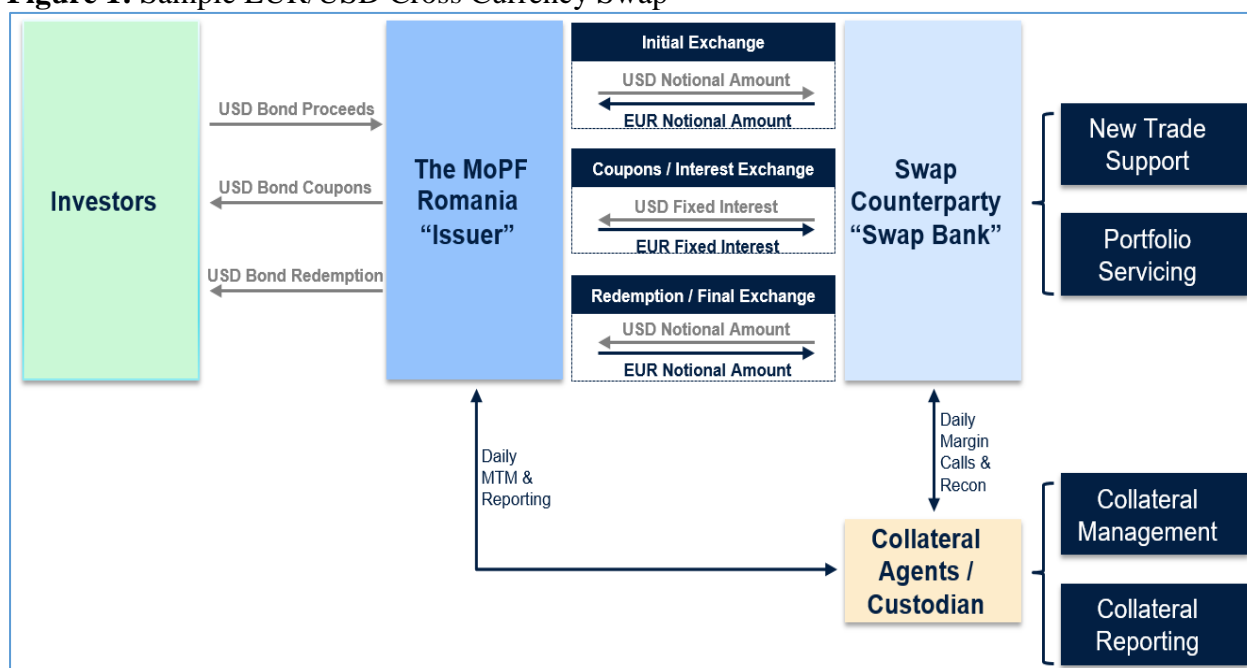 Figure 1. Sample EUR/USD Cross Currency Swap
Investors
USD Bond Proceeds
USD Bond Coupons
USD Bond Redemption
The MoPF
Romania
“Issuer”
Initial Exchange
USD Notional Amount
EUR Notional Amount
Coupons / Interest Exchange
USD Fixed Interest
EUR Fixed Interest
Redemption / Final Exchange
USD Notional Amount
EUR Notional Amount
Swap
Counterparty
“Swap Bank”
New Trade
Support
Portfolio
Servicing
Daily
MTM &
Reporting
Daily
Margin
Calls &
Recon
Collateral
Agents /
Custodian
Collateral
Management
Collateral
Reporting